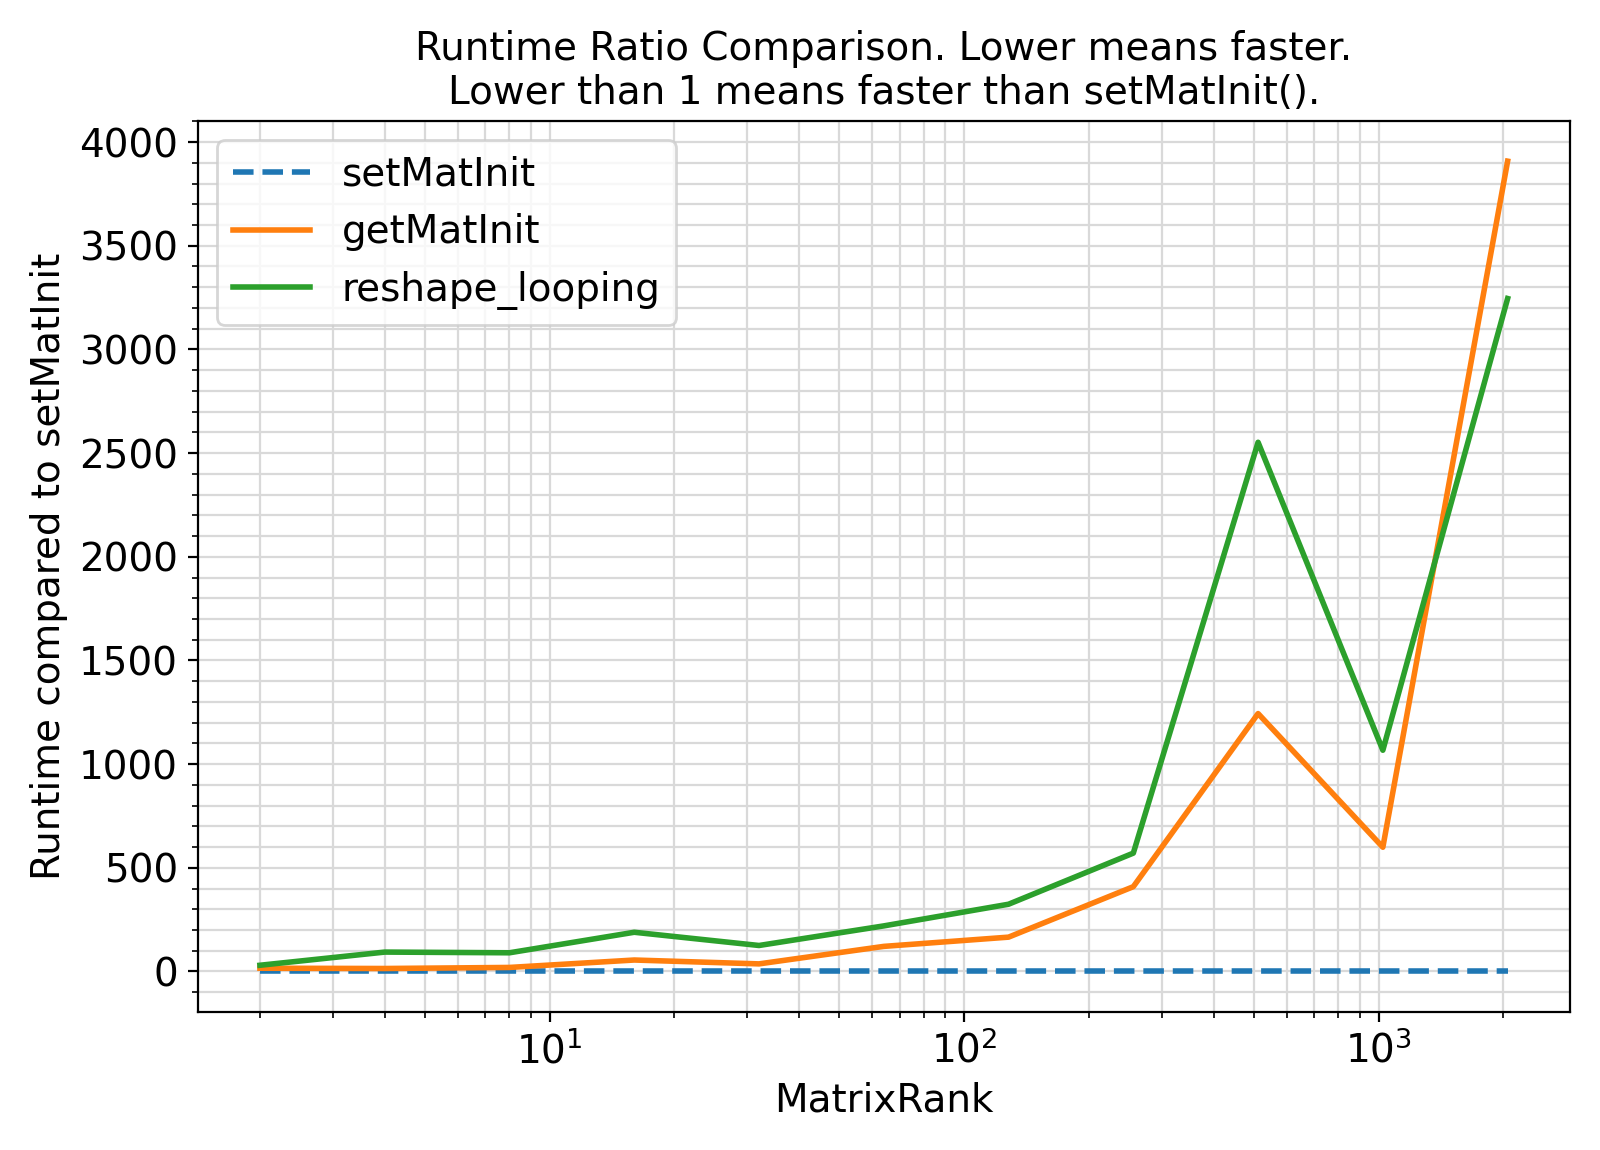 Runtime Ratio Comparison. Lower means faster.
Lower than 1 means faster than setMatInit().
setMatInit
getMatInit
reshape_looping
Runtime compared to setMatInit
4000
3500
3000
2500
2000
1500
1000
500
0
10¹ 10² 10³
MatrixRank